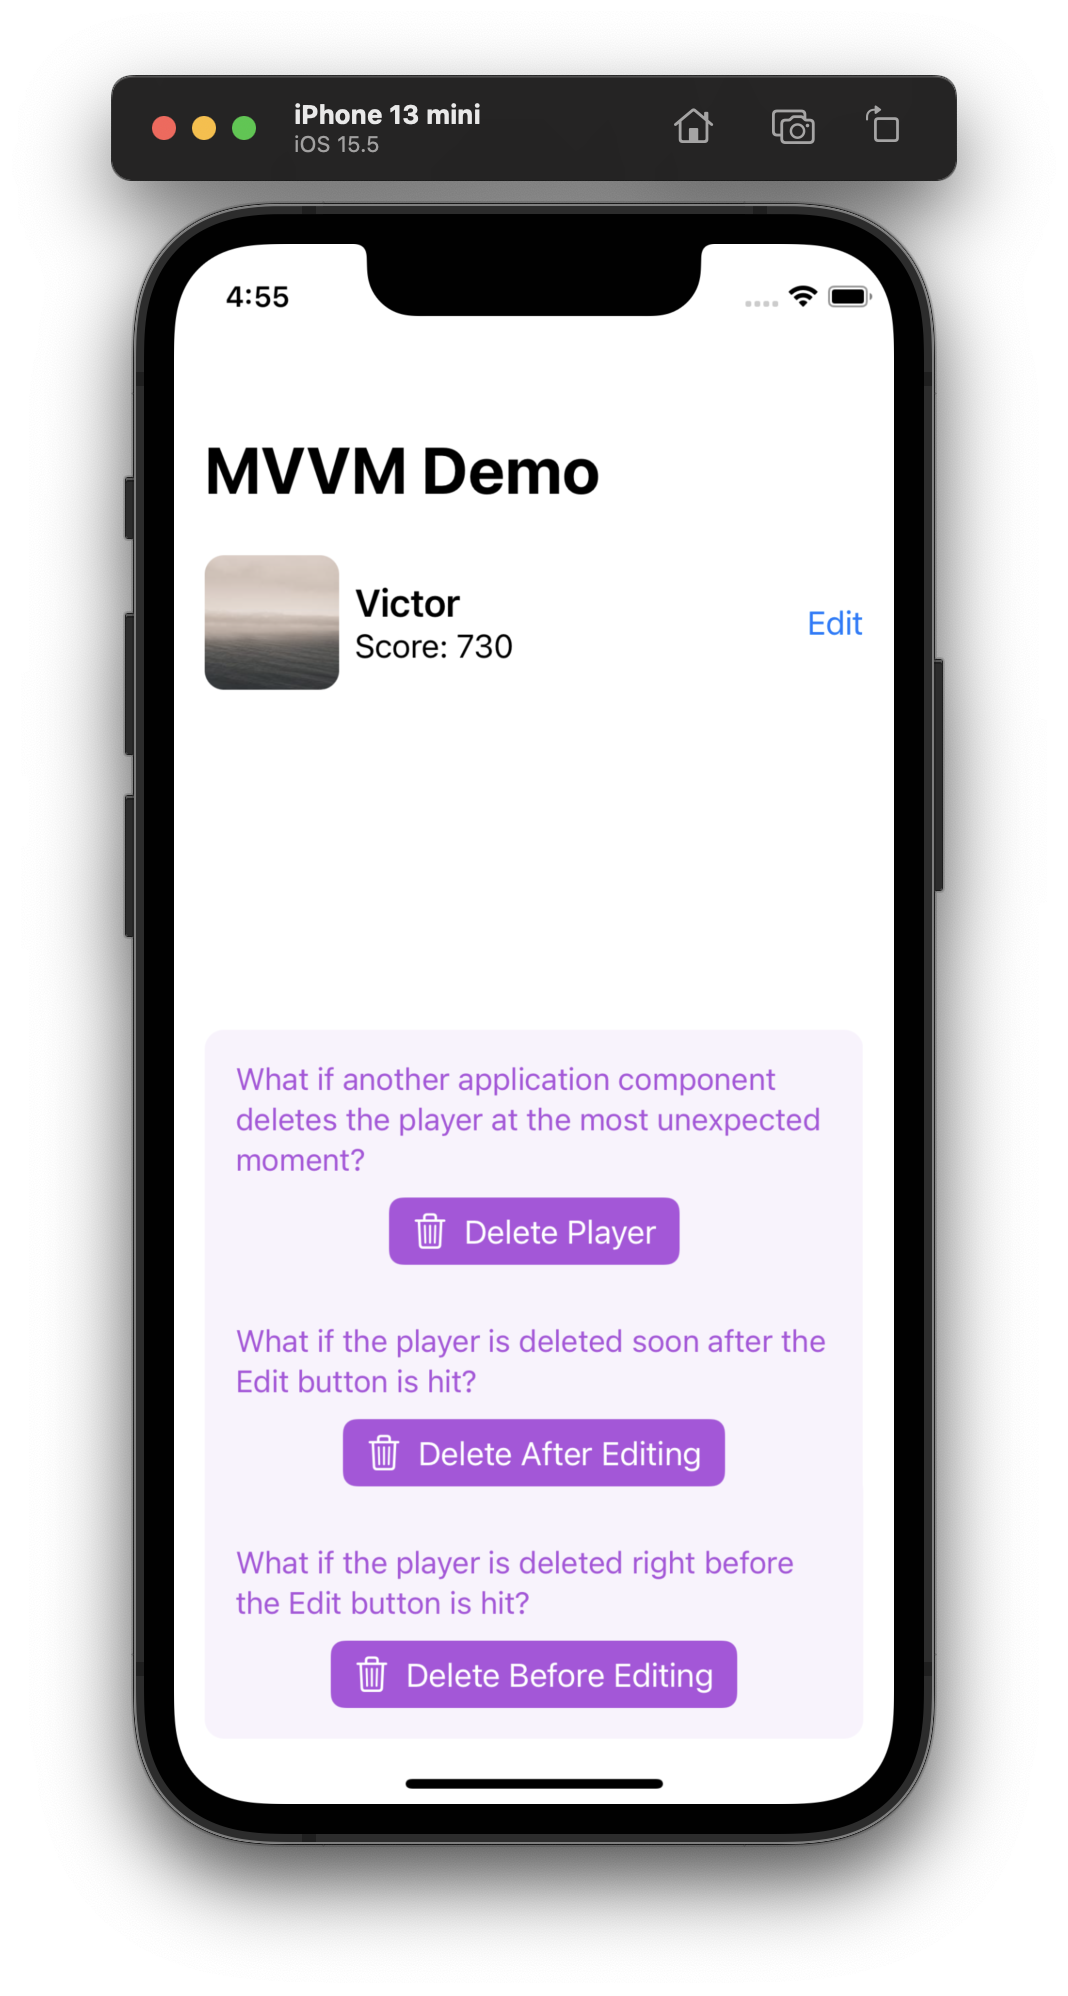 iPhone 13 mini
iOS 15.5
4:55
MVVM Demo
Victor
Score: 730
Edit
What if another application component
deletes the player at the most unexpected
moment?
Delete Player
What if the player is deleted soon after the
Edit button is hit?
Delete After Editing
What if the player is deleted right before
the Edit button is hit?
Delete Before Editing